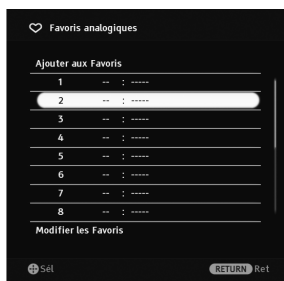 Favoris analogiques
Ajouter aux Favoris
1 -- : -----
2 -- : -----
3 -- : -----
4 -- : -----
5 -- : -----
6 -- : -----
7 -- : -----
8 -- : -----
Modifier les Favoris
Sél RETURN Ret